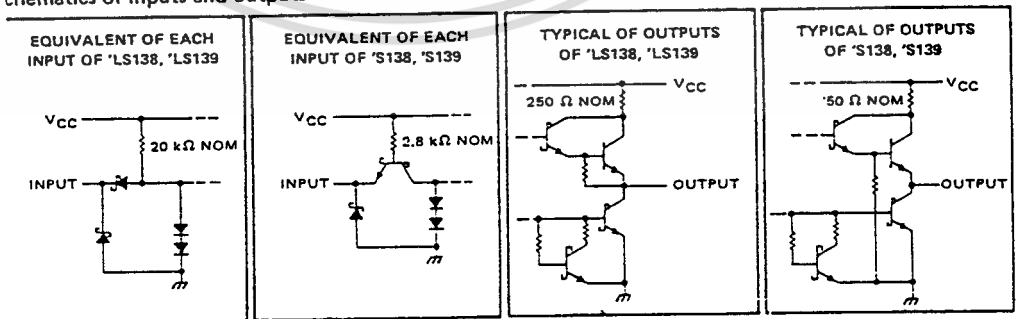 chematics of inputs and outputs
EQUIVALENT OF EACH
INPUT OF 'LS138, 'LS139
VCC
20 kΩ NOM
INPUT
EQUIVALENT OF EACH
INPUT OF 'S138, 'S139
VCC
2.8 kΩ NOM
INPUT
TYPICAL OF OUTPUTS
OF 'LS138, 'LS139
VCC
250 Ω NOM
OUTPUT
TYPICAL OF OUTPUTS
OF 'S138, 'S139
VCC
'50 Ω NOM
OUTPUT